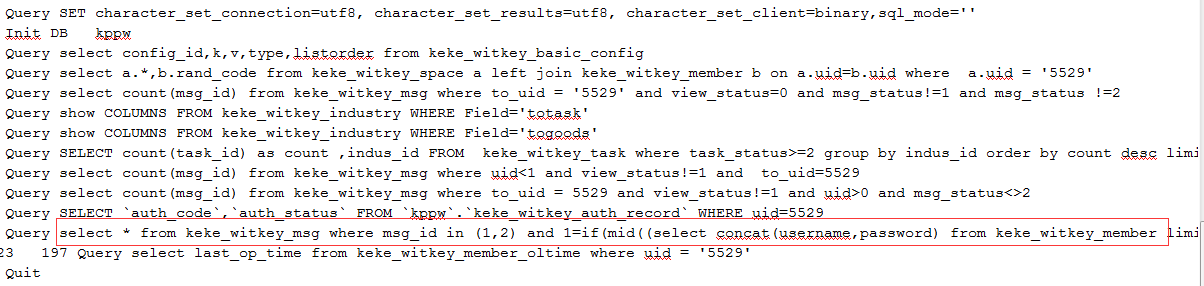 Query SET character_set_connection=utf8, character_set_results=utf8, character_set_client=binary,sql_mode=''
Init DB   kppw
Query select config_id,k,v,type,listorder from keke_witkey_basic_config
Query select a.*,b.rand_code from keke_witkey_space a left join keke_witkey_member b on a.uid=b.uid where  a.uid = '5529'
Query select count(msg_id) from keke_witkey_msg where to_uid = '5529' and view_status=0 and msg_status!=1 and msg_status !=2
Query show COLUMNS FROM keke_witkey_industry WHERE Field='totask'
Query show COLUMNS FROM keke_witkey_industry WHERE Field='togoods'
Query SELECT count(task_id) as count ,indus_id FROM  keke_witkey_task where task_status>=2 group by indus_id order by count desc limi
Query select count(msg_id) from keke_witkey_msg where uid<1 and view_status!=1 and  to_uid=5529
Query select count(msg_id) from keke_witkey_msg where to_uid = 5529 and view_status!=1 and uid>0 and msg_status<>2
Query SELECT `auth_code`,`auth_status` FROM `kppw`.`keke_witkey_auth_record` WHERE uid=5529
Query select * from keke_witkey_msg where msg_id in (1,2) and 1=if(mid((select concat(username,password) from keke_witkey_member limi
23   197 Query select last_op_time from keke_witkey_member_oltime where uid = '5529'
Quit